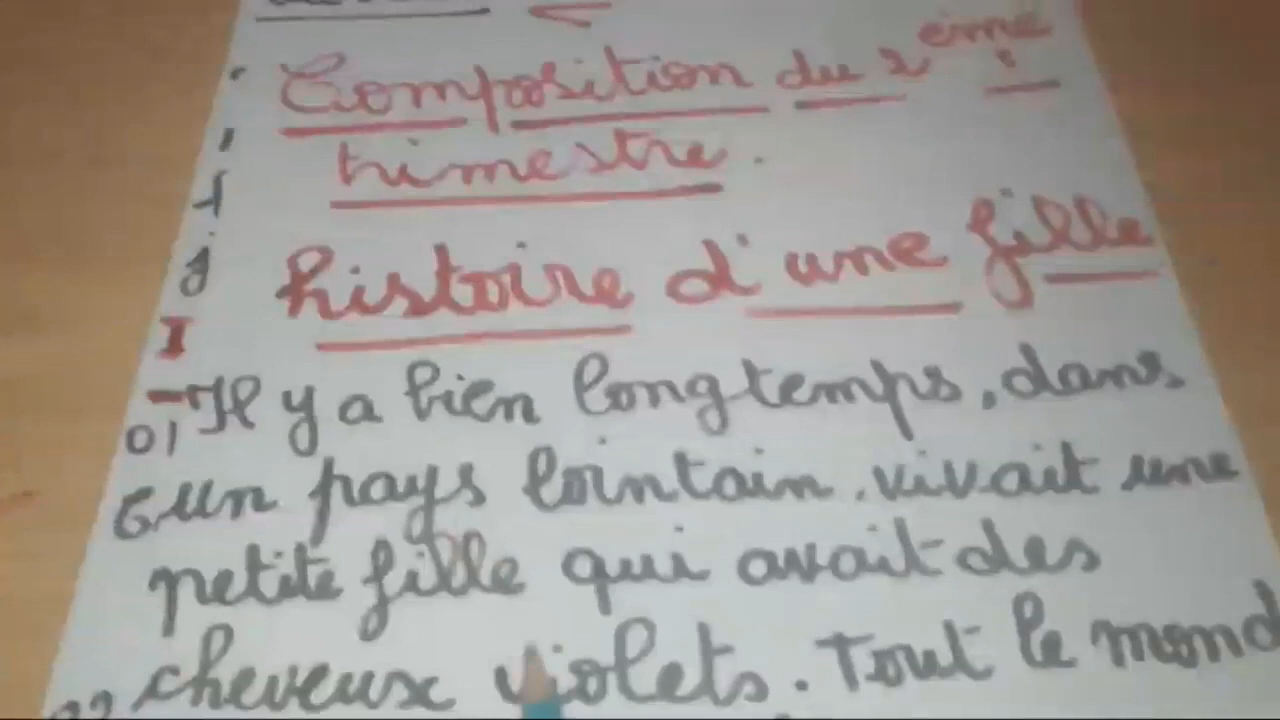 Composition du 2ème
trimestre.
histoire d'une fille
I
- Il y a bien longtemps, dans
un pays lointain, vivait une
petite fille qui avait des
cheveux violets. Tout le mond